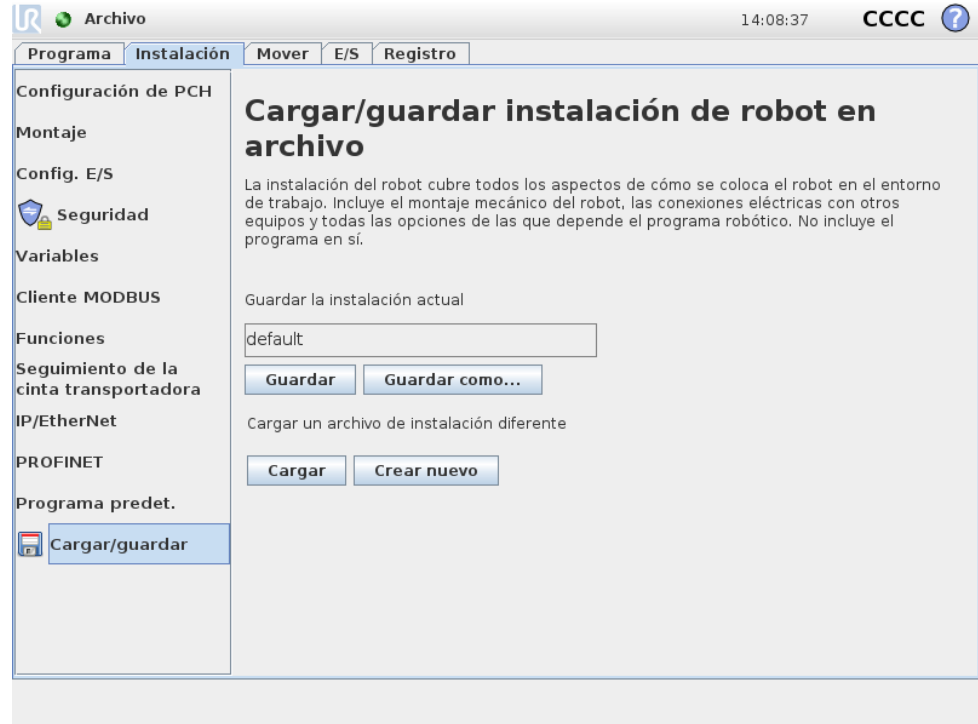 UR Archivo 14:08:37 CCCC ?
Programa Instalación Mover E/S Registro
Configuración de PCH
Montaje
Config. E/S
Seguridad
Variables
Cliente MODBUS
Funciones
Seguimiento de la
cinta transportadora
IP/EtherNet
PROFINET
Programa predet.
Cargar/guardar
Cargar/guardar instalación de robot en
archivo
La instalación del robot cubre todos los aspectos de cómo se coloca el robot en el entorno
de trabajo. Incluye el montaje mecánico del robot, las conexiones eléctricas con otros
equipos y todas las opciones de las que depende el programa robótico. No incluye el
programa en sí.
Guardar la instalación actual
default
Guardar Guardar como...
Cargar un archivo de instalación diferente
Cargar Crear nuevo